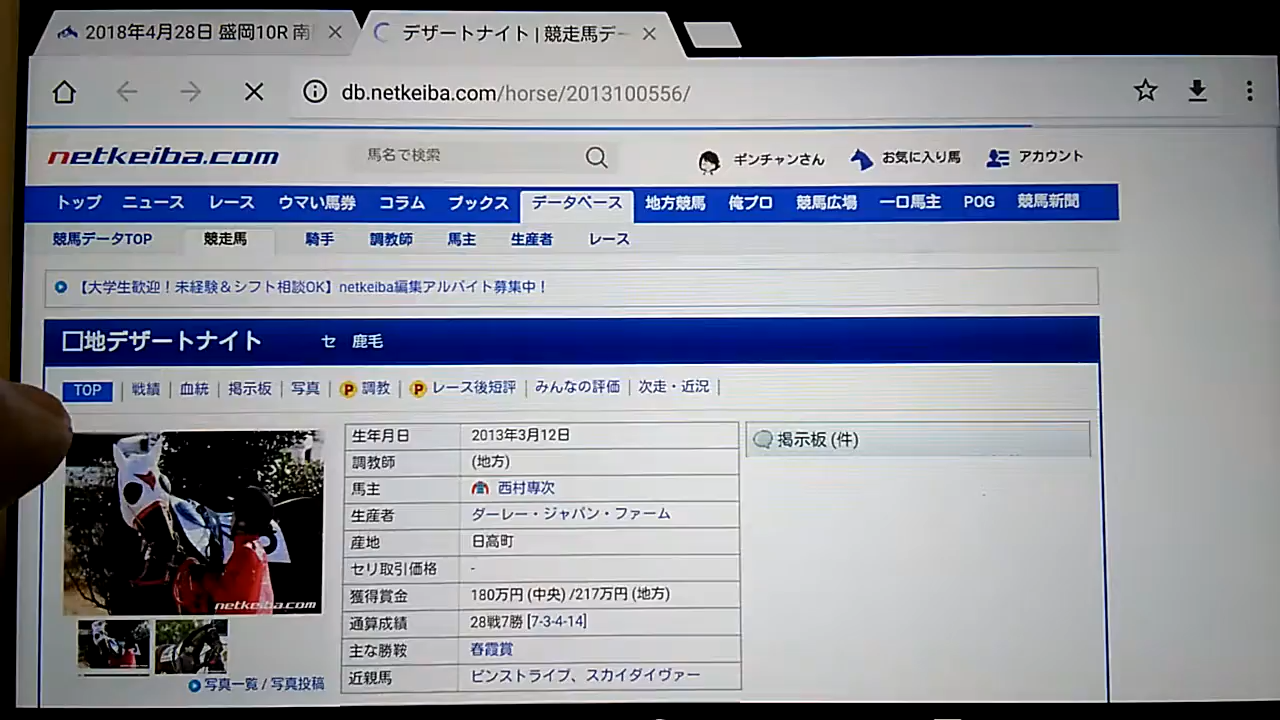 2018年4月28日 盛岡10R 南
デザートナイト | 競走馬デー
db.netkeiba.com/horse/2013100556/
netkeiba.com
馬名で検索
ギンチャンさん
お気に入り馬
アカウント
トップ ニュース レース ウマい馬券 コラム ブックス データベース 地方競馬 俺プロ 競馬広場 一口馬主 POG 競馬新聞
競馬データTOP 競走馬 騎手 調教師 馬主 生産者 レース
【大学生歓迎！未経験＆シフト相談OK】netkeiba編集アルバイト募集中！
□地デザートナイト セ 鹿毛
TOP | 戦績 | 血統 | 掲示板 | 写真 | P 調教 | P レース後短評 | みんなの評価 | 次走・近況 |
生年月日 2013年3月12日
掲示板 (件)
調教師 (地方)
馬主 西村專次
生産者 ダーレー・ジャパン・ファーム
産地 日高町
セリ取引価格 -
獲得賞金 180万円 (中央) /217万円 (地方)
netkeiba.com
通算成績 28戦7勝 [7-3-4-14]
主な勝鞍 春霞賞
近親馬 ピンストライブ、スカイダイヴァー
写真一覧 / 写真投稿